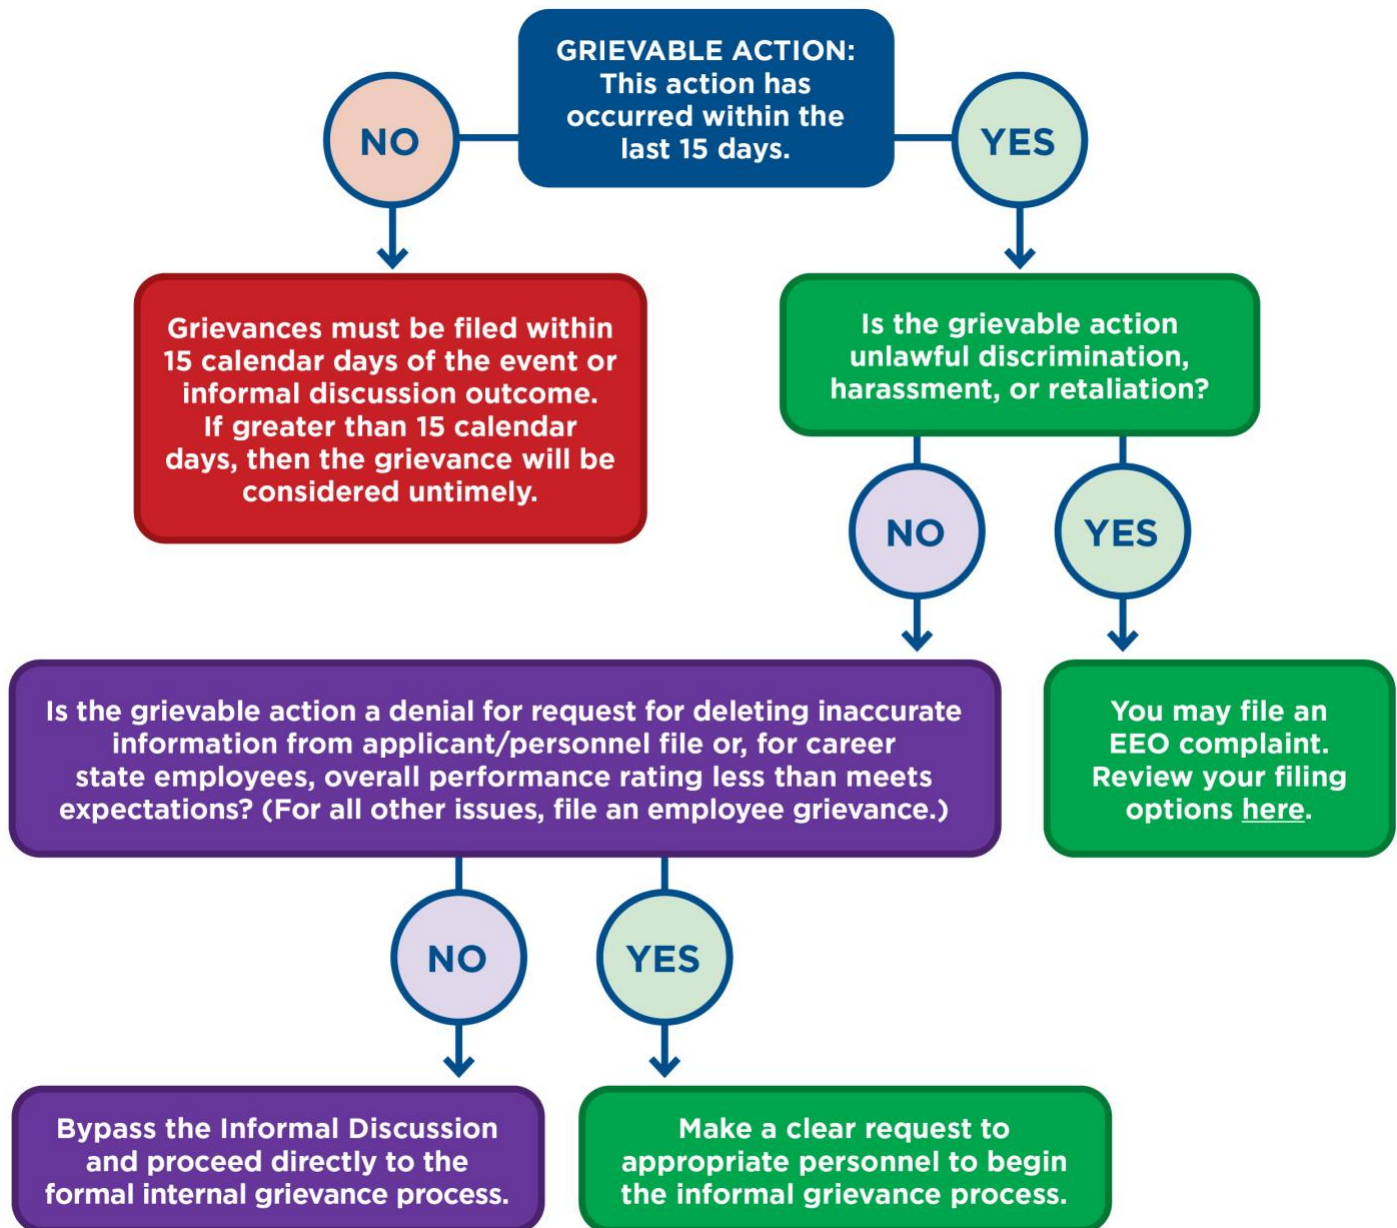 GRIEVABLE ACTION:
This action has
occurred within the
last 15 days.
NO
YES
Grievances must be filed within
15 calendar days of the event or
informal discussion outcome.
If greater than 15 calendar
days, then the grievance will be
considered untimely.
Is the grievable action
unlawful discrimination,
harassment, or retaliation?
NO
YES
Is the grievable action a denial for request for deleting inaccurate
information from applicant/personnel file or, for career
state employees, overall performance rating less than meets
expectations? (For all other issues, file an employee grievance.)
You may file an
EEO complaint.
Review your filing
options here.
NO
YES
Bypass the Informal Discussion
and proceed directly to the
formal internal grievance process.
Make a clear request to
appropriate personnel to begin
the informal grievance process.